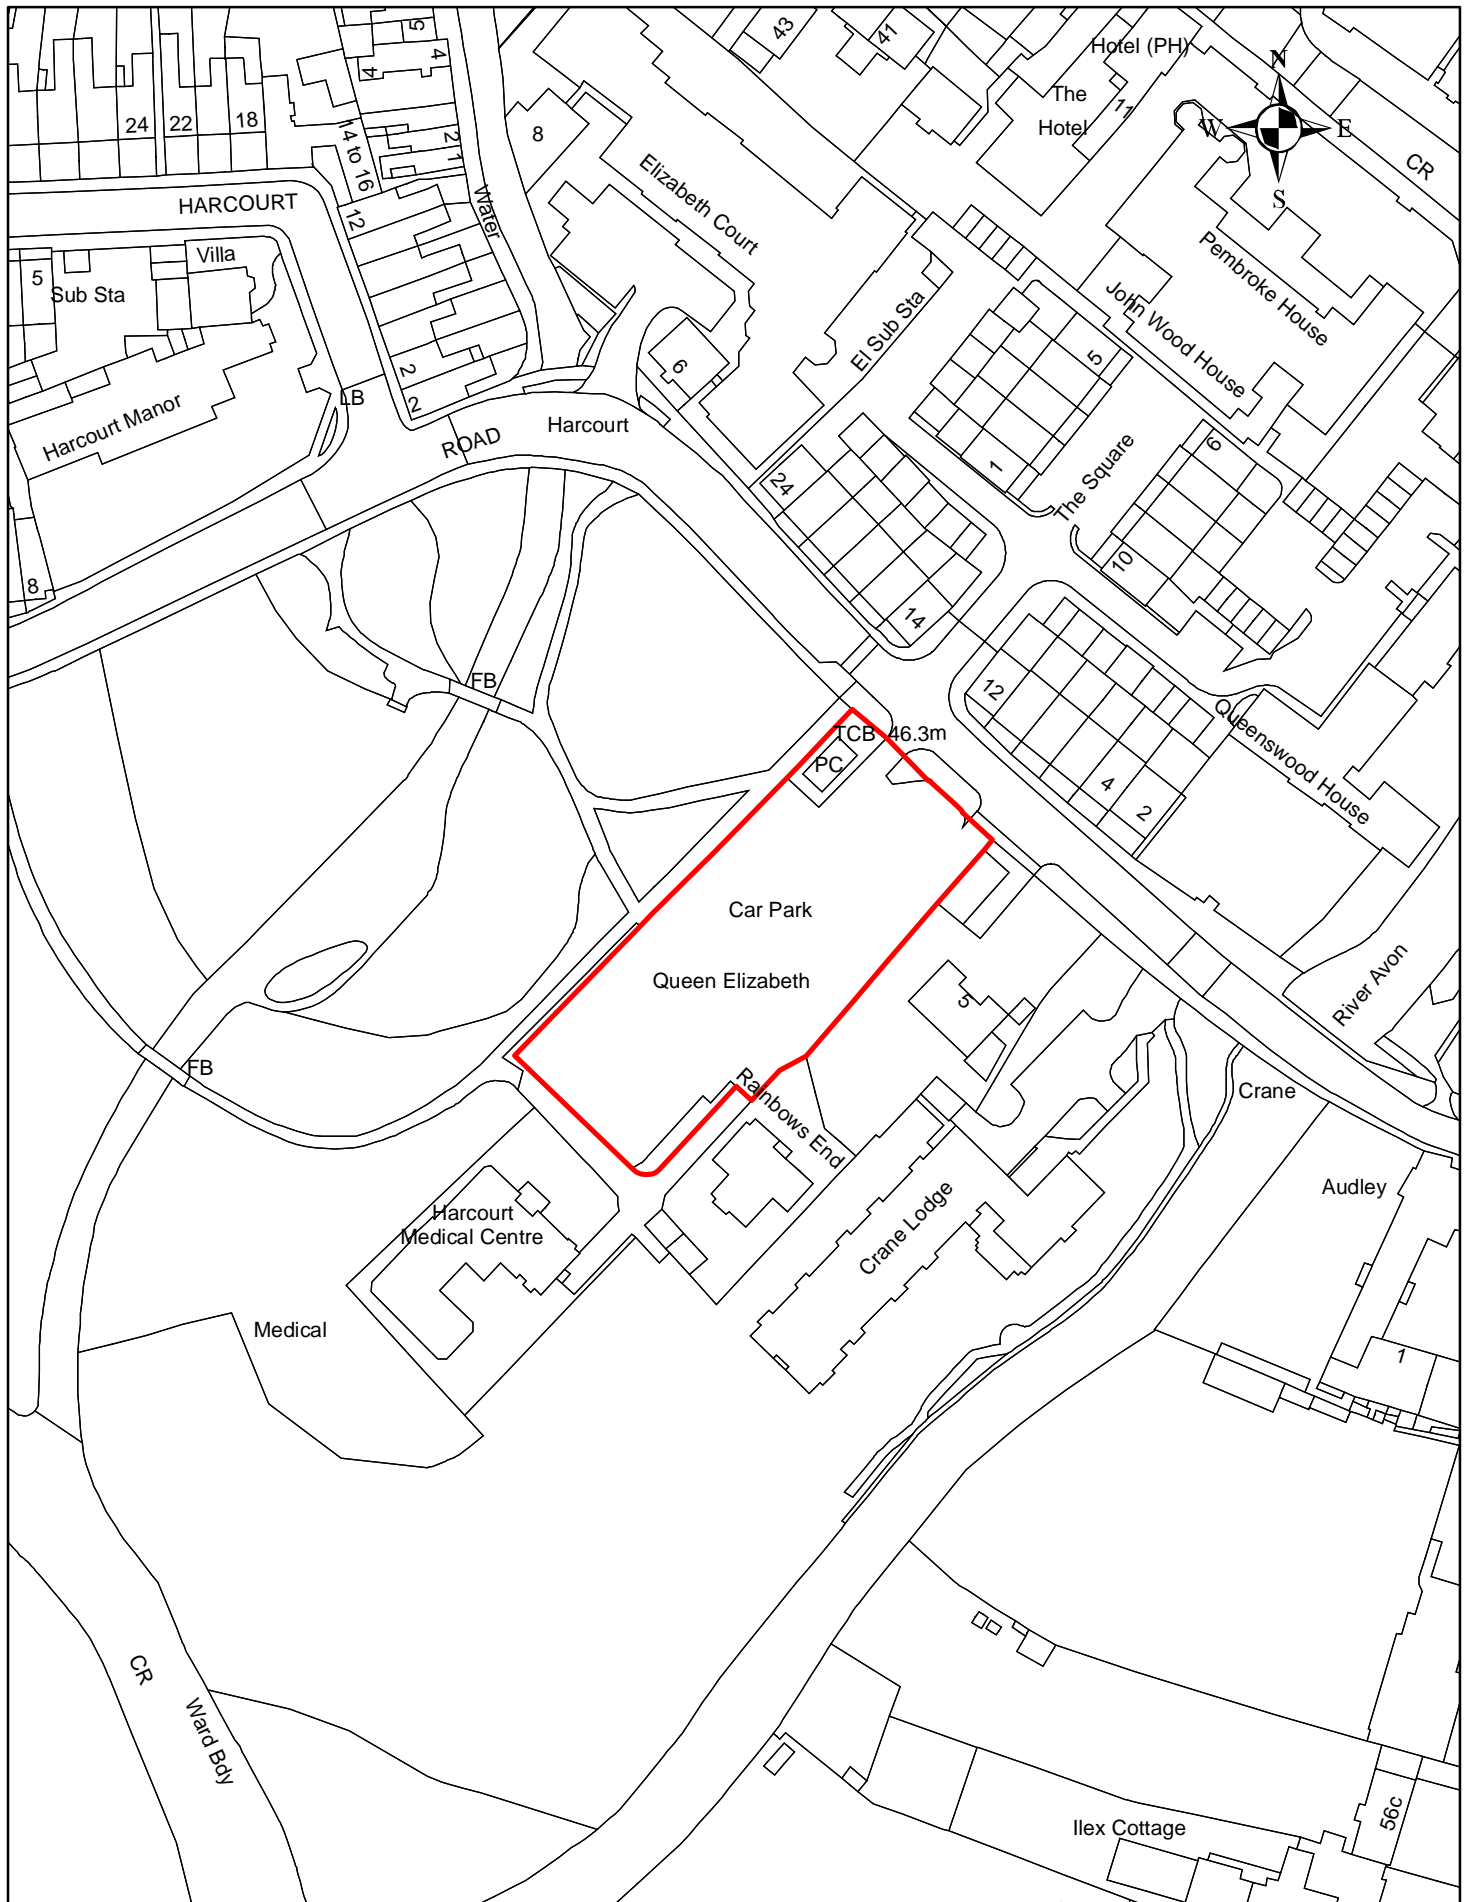 5
4
4
43
41
Hotel (PH)
N
The
Hotel
11
W
E
S
CR
24
22
18
14 to 16
2
1
8
Elizabeth Court
HARCOURT
12
Water
Villa
5
Sub Sta
Pembroke House
John Wood House
El Sub Sta
5
6
2
2
LB
Harcourt Manor
ROAD
Harcourt
24
1
The Square
6
10
8
14
FB
12
Queenswood House
4
2
TCB
46.3m
PC
Car Park
Queen Elizabeth
5
River Avon
FB
Rainbows End
Crane
Audley
Harcourt
Medical Centre
Crane Lodge
Medical
1
CR
Ward Bdy
Ilex Cottage
56c